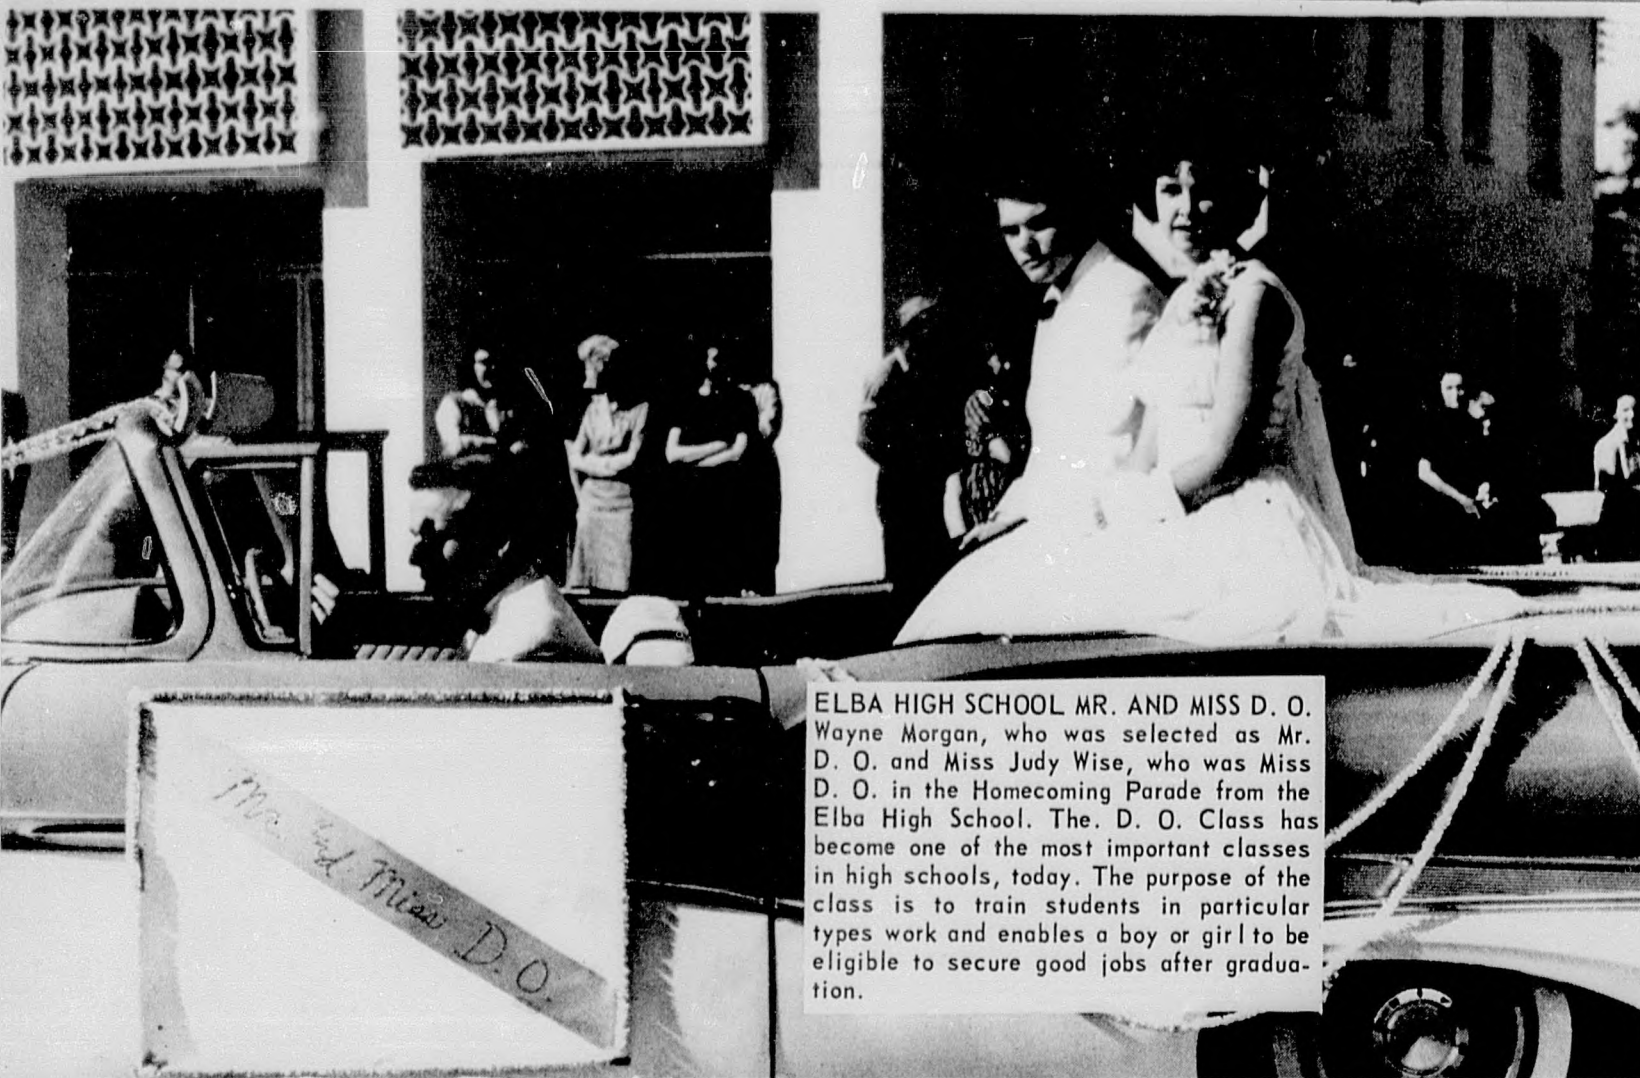 Mr. and Miss D. O.
ELBA HIGH SCHOOL MR. AND MISS D. O.
Wayne Morgan, who was selected as Mr.
D. O. and Miss Judy Wise, who was Miss
D. O. in the Homecoming Parade from the
Elba High School. The. D. O. Class has
become one of the most important classes
in high schools, today. The purpose of the
class is to train students in particular
types work and enables a boy or girl to be
eligible to secure good jobs after gradua-
tion.